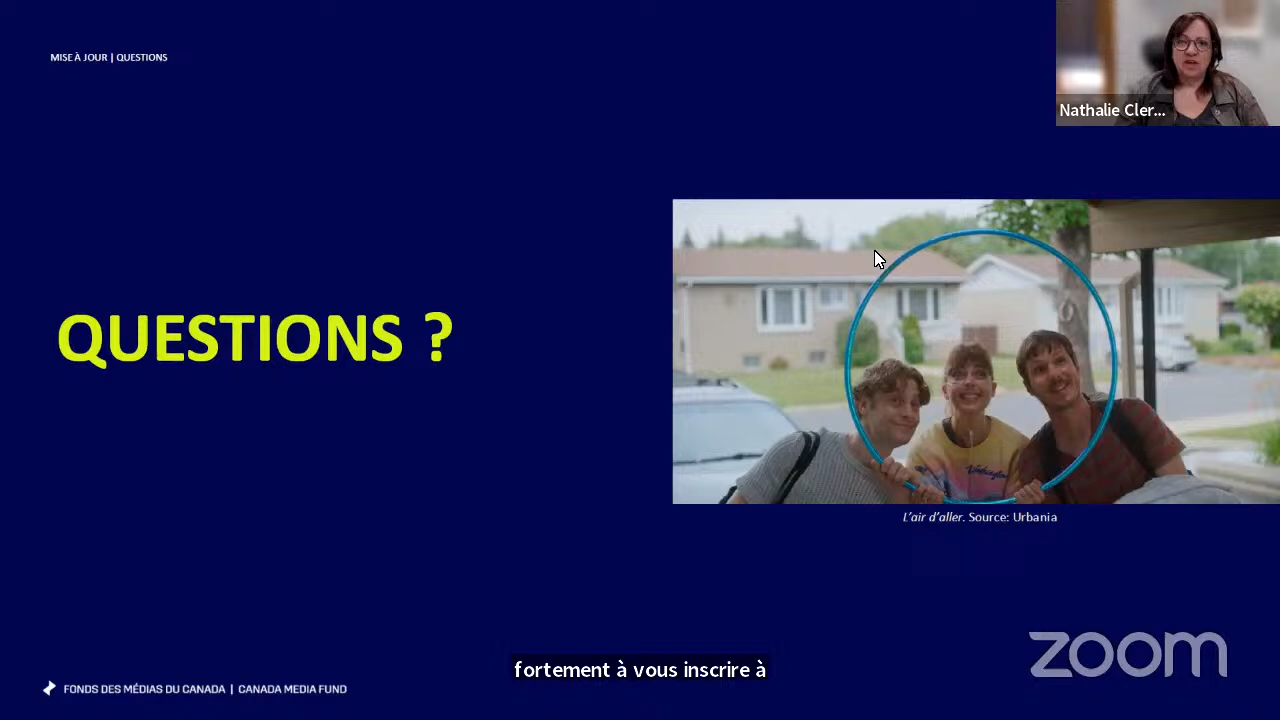 MISE À JOUR | QUESTIONS
Nathalie Cler...
QUESTIONS ?
L'air d'aller. Source: Urbania
fortement à vous inscrire à
zoom
FONDS DES MÉDIAS DU CANADA | CANADA MEDIA FUND